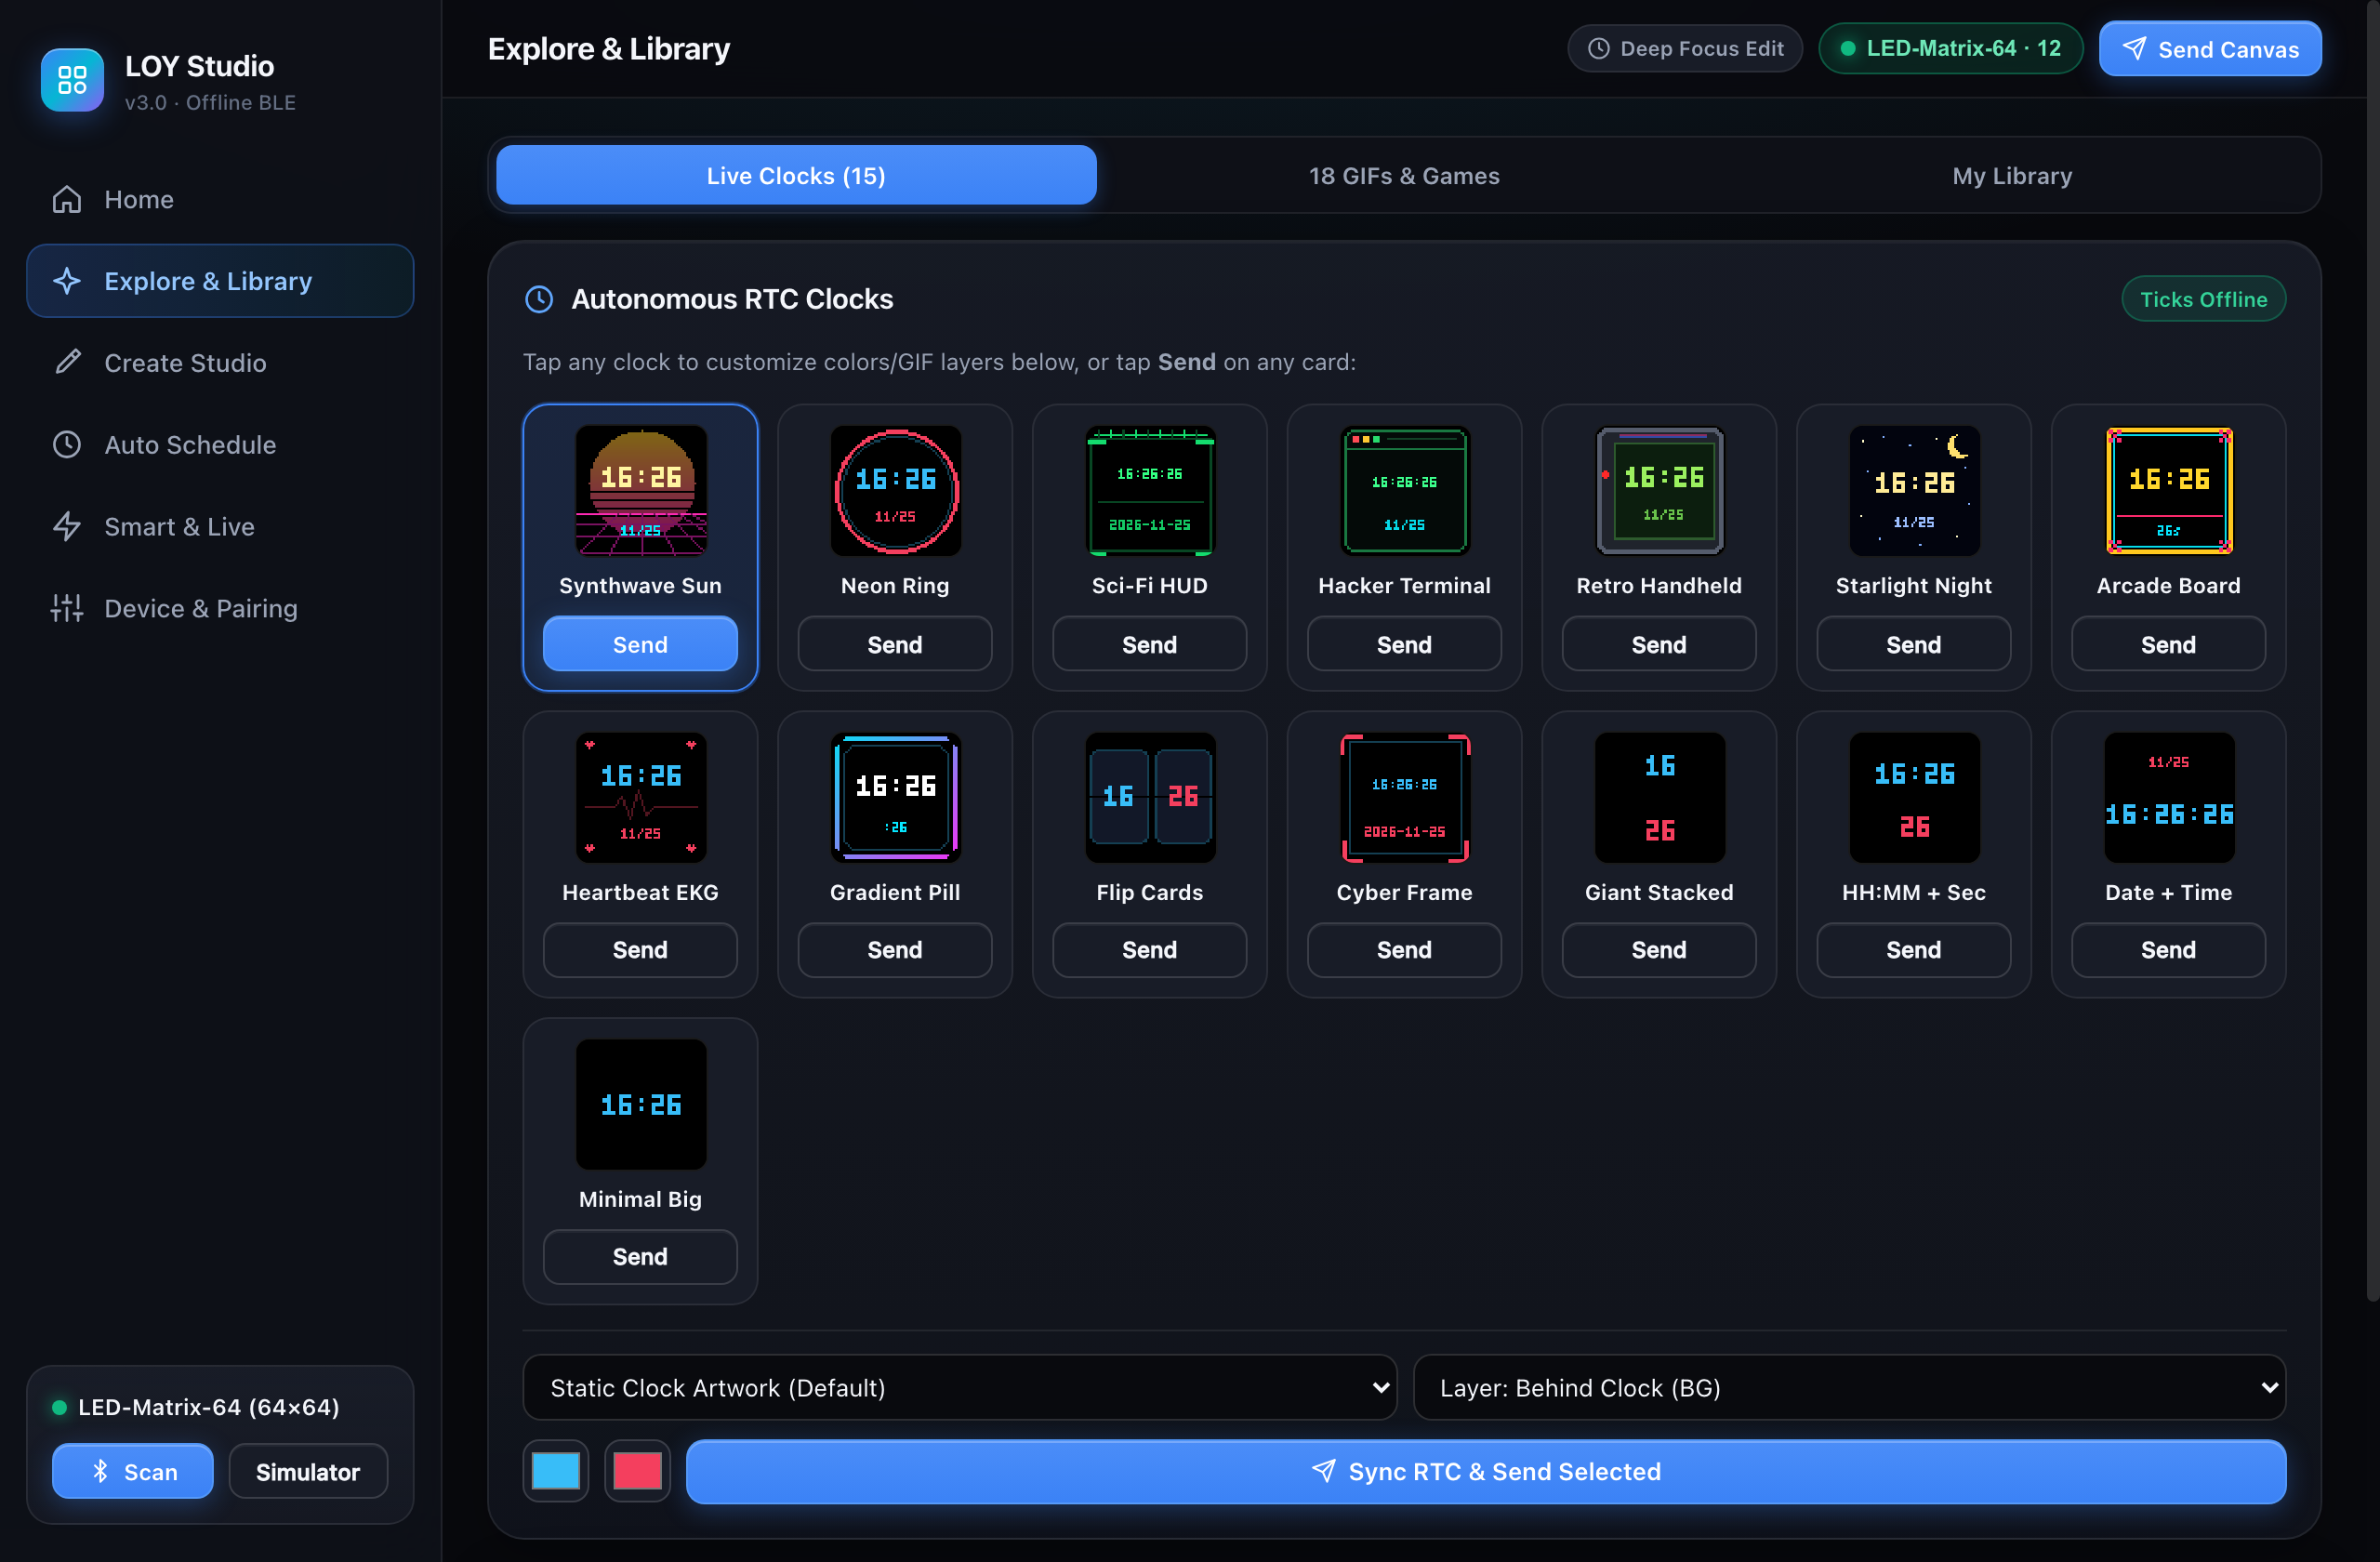 LOY Studio
v3.0 · Offline BLE
Home
Explore & Library
Create Studio
Auto Schedule
Smart & Live
Device & Pairing
LED-Matrix-64 (64×64)
Scan
Simulator
Explore & Library
Deep Focus Edit
LED-Matrix-64 · 12
Send Canvas
Live Clocks (15)
18 GIFs & Games
My Library
Autonomous RTC Clocks
Ticks Offline
Tap any clock to customize colors/GIF layers below, or tap Send on any card:
16:26
11/25
Synthwave Sun
Send
16:26
11/25
Neon Ring
Send
16:26:26
2026-11-25
Sci-Fi HUD
Send
16:26:26
11/25
Hacker Terminal
Send
16:26
11/25
Retro Handheld
Send
16:26
11/25
Starlight Night
Send
16:26
26s
Arcade Board
Send
16:26
11/25
Heartbeat EKG
Send
16:26
:26
Gradient Pill
Send
16 26
Flip Cards
Send
16:26:26
2026-11-25
Cyber Frame
Send
16
26
Giant Stacked
Send
16:26
26
HH:MM + Sec
Send
11/25
16:26:26
Date + Time
Send
16:26
Minimal Big
Send
Static Clock Artwork (Default)
Layer: Behind Clock (BG)
Sync RTC & Send Selected